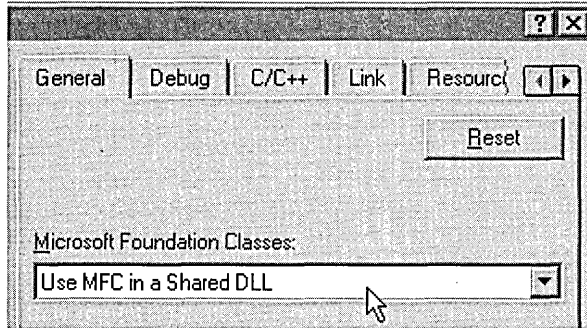 General Debug C/C++ Link Resourc
Reset
Microsoft Foundation Classes:
Use MFC in a Shared DLL